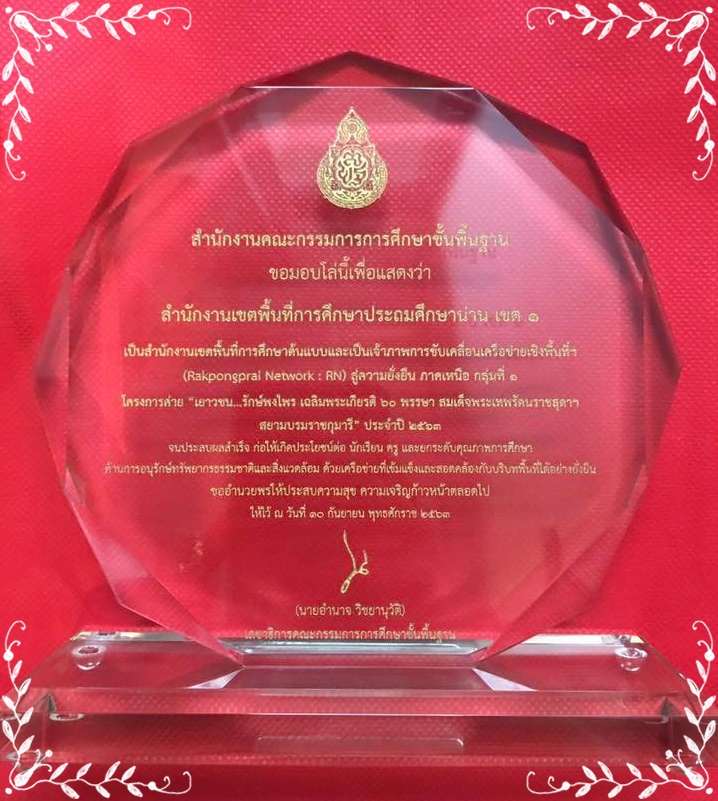 สำนักงานคณะกรรมการการศึกษาขั้นพื้นฐาน
ขอมอบโล่นี้เพื่อแสดงว่า
สำนักงานเขตพื้นที่การศึกษาประถมศึกษาน่าน เขต ๑
เป็นสำนักงานเขตพื้นที่การศึกษาต้นแบบและเป็นเจ้าภาพการขับเคลื่อนเครือข่ายเชิงพื้นที่ฯ
(Rakpongprai Network : RN) สู่ความยั่งยืน ภาคเหนือ กลุ่มที่ ๑
โครงการค่าย "เยาวชน...รักษ์พงไพร เฉลิมพระเกียรติ ๖๐ พรรษา สมเด็จพระเทพรัตนราชสุดาฯ
สยามบรมราชกุมารี" ประจำปี ๒๕๖๓
จนประสบผลสำเร็จ ก่อให้เกิดประโยชน์ต่อ นักเรียน ครู และยกระดับคุณภาพการศึกษา
ด้านการอนุรักษ์ทรัพยากรธรรมชาติและสิ่งแวดล้อม ด้วยเครือข่ายที่เข้มแข็งและสอดคล้องกับบริบทพื้นที่ได้อย่างยั่งยืน
ขออำนวยพรให้ประสบความสุข ความเจริญก้าวหน้าตลอดไป
ให้ไว้ ณ วันที่ ๑๐ กันยายน พุทธศักราช ๒๕๖๓
(นายอำนาจ วิชยานุวัติ)
เลขาธิการคณะกรรมการการศึกษาขั้นพื้นฐาน